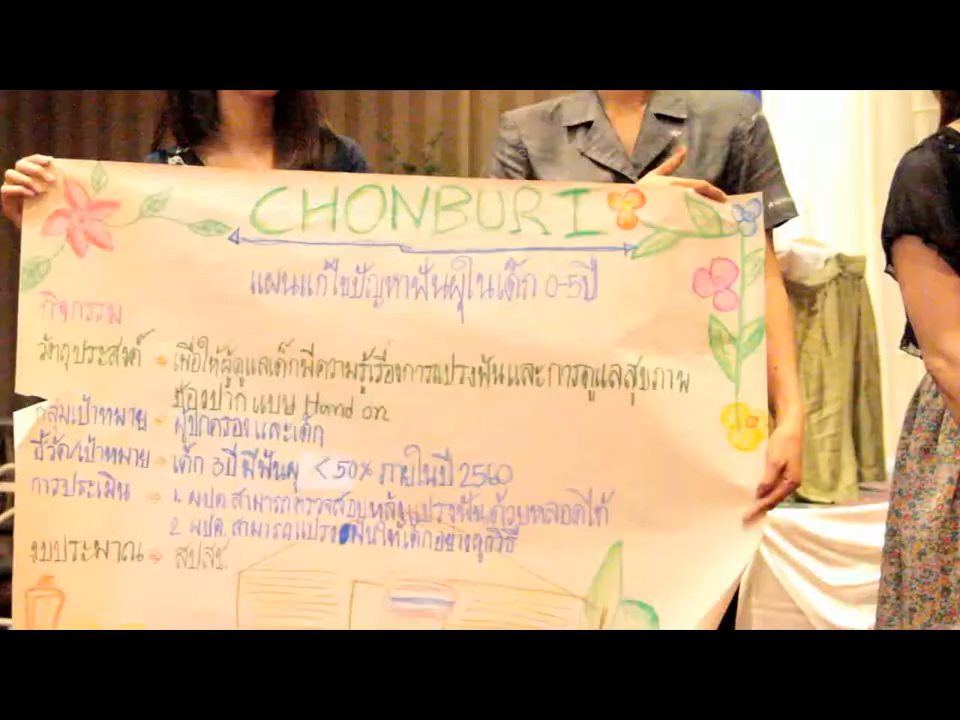 CHONBURI
แผนแก้ไขปัญหาฟันผุในเด็ก 0-5ปี
กิจกรรม
วัตถุประสงค์ → เพื่อให้ผู้ดูแลเด็กมีความรู้เรื่องการแปรงฟันและการดูแลสุขภาพ
ช่องปาก แบบ Hand on
กลุ่มเป้าหมาย → ผู้ปกครองและเด็ก
ชี้วัด/เป้าหมาย → เด็ก 3ปี มีฟันผุ < 50% ภายในปี 2560
การประเมิน → 1. ผปค. สามารถตรวจสอบหลังแปรงฟันด้วยหลอดได้
2. ผปค. สามารถแปรงฟันให้เด็กอย่างถูกวิธี
งบประมาณ → สปสช.